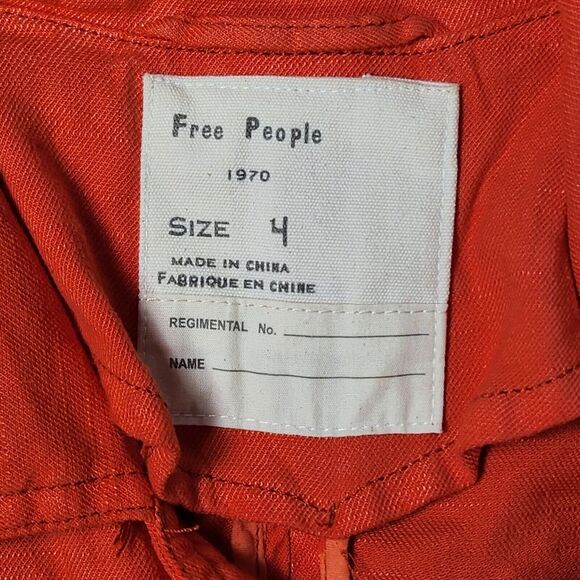 Free People
1970
SIZE 4
MADE IN CHINA
FABRIQUE EN CHINE
REGIMENTAL No.
NAME